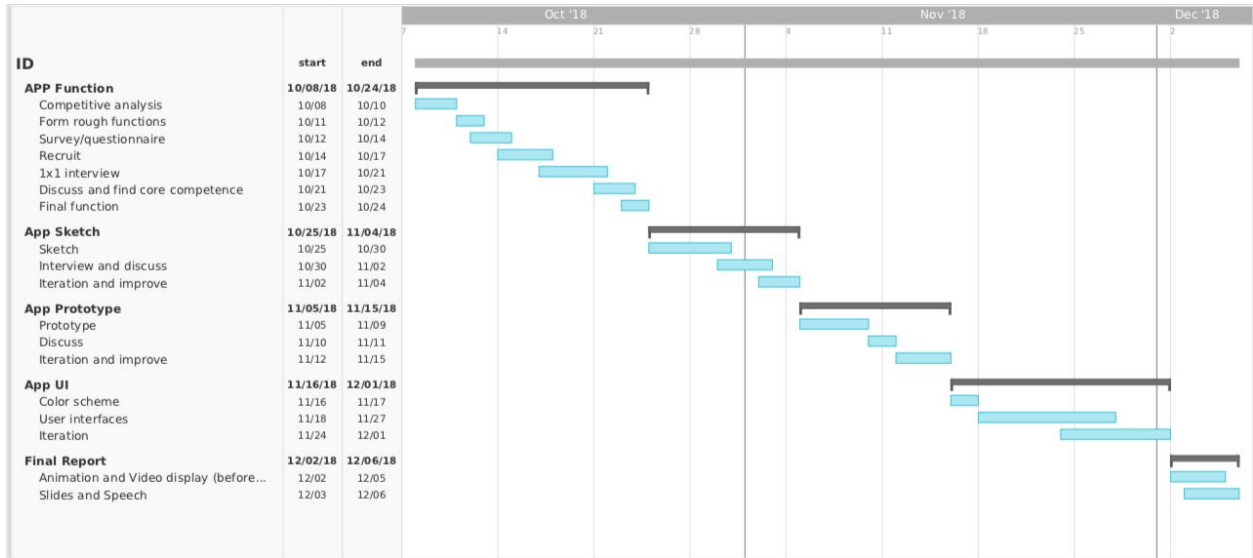 Oct '18 Nov '18 Dec '18
7 14 21 28 4 11 18 25 2
ID start end
APP Function 10/08/18 10/24/18
Competitive analysis 10/08 10/10
Form rough functions 10/11 10/12
Survey/questionnaire 10/12 10/14
Recruit 10/14 10/17
1x1 interview 10/17 10/21
Discuss and find core competence 10/21 10/23
Final function 10/23 10/24
App Sketch 10/25/18 11/04/18
Sketch 10/25 10/30
Interview and discuss 10/30 11/02
Iteration and improve 11/02 11/04
App Prototype 11/05/18 11/15/18
Prototype 11/05 11/09
Discuss 11/10 11/11
Iteration and improve 11/12 11/15
App UI 11/16/18 12/01/18
Color scheme 11/16 11/17
User interfaces 11/18 11/27
Iteration 11/24 12/01
Final Report 12/02/18 12/06/18
Animation and Video display (before... 12/02 12/05
Slides and Speech 12/03 12/06